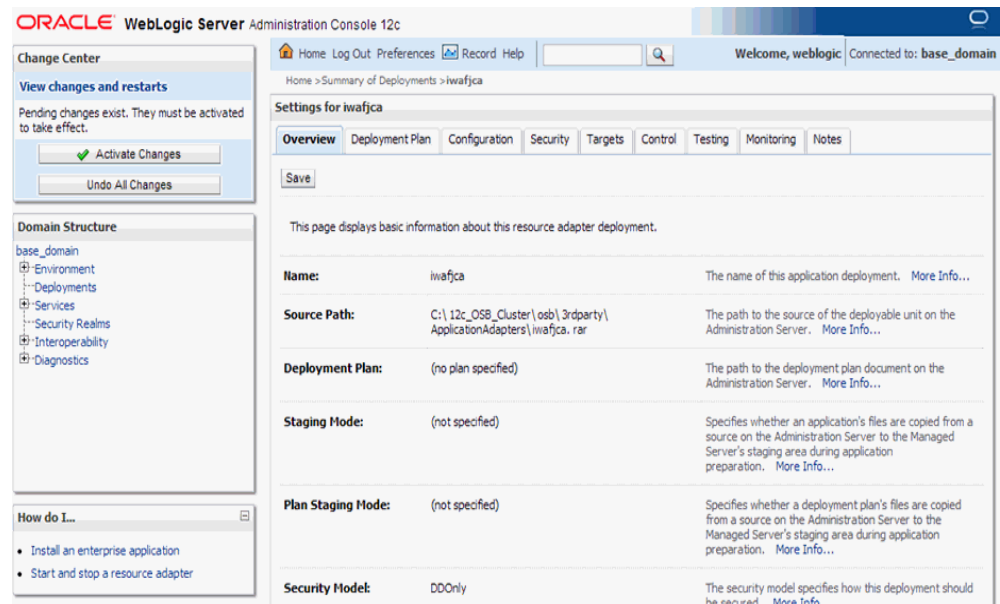 ORACLE WebLogic Server Administration Console 12c
Change Center
View changes and restarts
Pending changes exist. They must be activated
to take effect.
Activate Changes
Undo All Changes
Domain Structure
base_domain
Environment
Deployments
Services
Security Realms
Interoperability
Diagnostics
How do I...
Install an enterprise application
Start and stop a resource adapter
Home Log Out Preferences Record Help
Welcome, weblogic Connected to: base_domain
Home >Summary of Deployments >iwafjca
Settings for iwafjca
Overview Deployment Plan Configuration Security Targets Control Testing Monitoring Notes
Save
This page displays basic information about this resource adapter deployment.
Name: iwafjca The name of this application deployment. More Info...
Source Path: C:\ 12c_OSB_Cluster\ osb\ 3rdparty\ The path to the source of the deployable unit on the
ApplicationAdapters\ iwafjca. rar Administration Server. More Info...
Deployment Plan: (no plan specified) The path to the deployment plan document on the
Administration Server. More Info...
Staging Mode: (not specified) Specifies whether an application's files are copied from a
source on the Administration Server to the Managed
Server's staging area during application
preparation. More Info...
Plan Staging Mode: (not specified) Specifies whether a deployment plan's files are copied
from a source on the Administration Server to the
Managed Server's staging area during application
preparation. More Info...
Security Model: DDOnly The security model specifies how this deployment should
be secured. More Info...